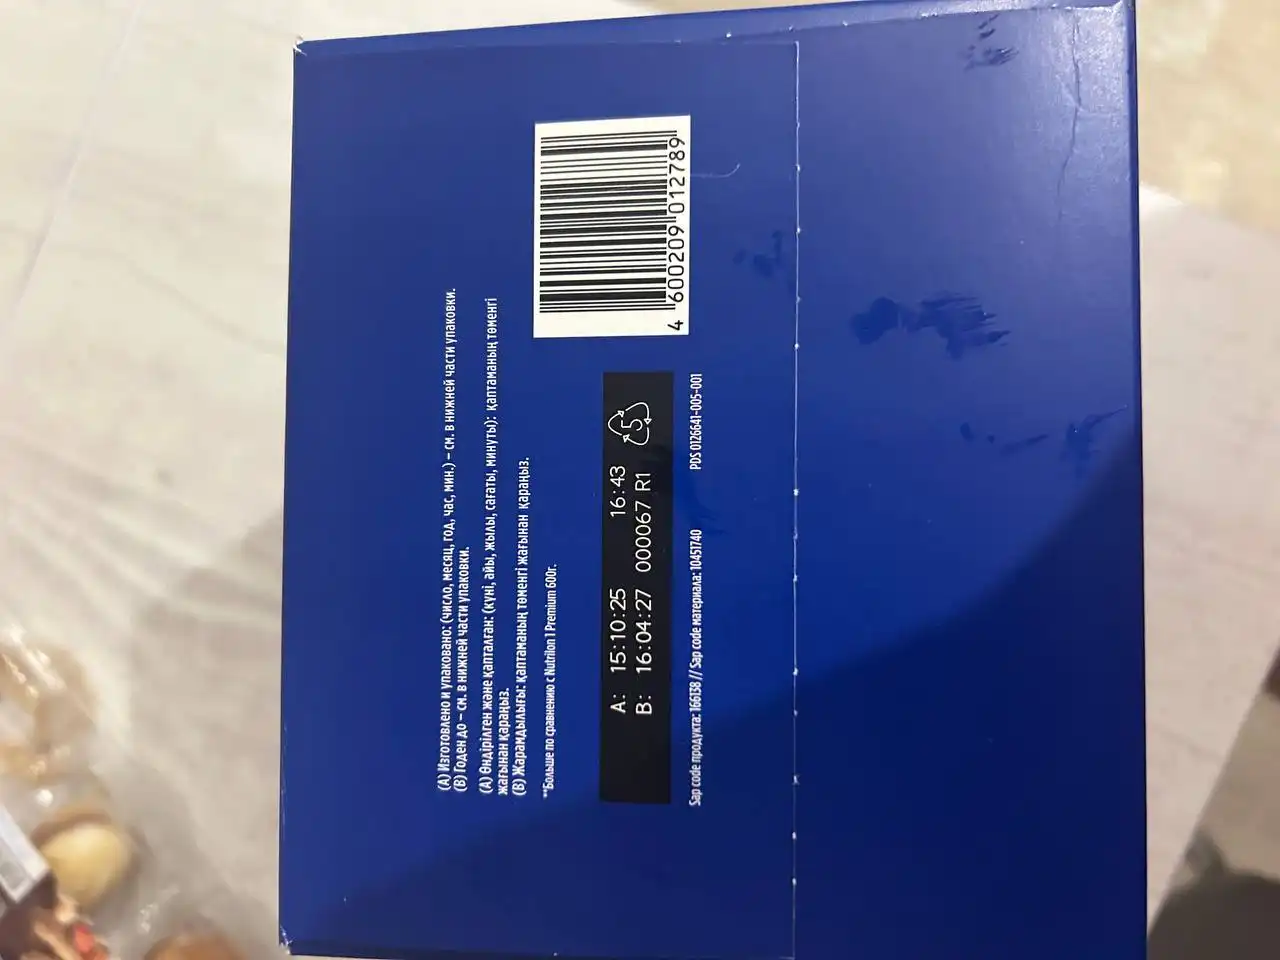 (А) Изготовлено и упаковано: (число, месяц, год, час, мин.) – см. в нижней части упаковки.
(В) Годен до – см. в нижней части упаковки.
(А) Өндірілген және қапталған: (күні, айы, жылы, сағаты, минуты): қаптаманың төменгі
жағынан қараңыз.
(В) Жарамдылығы: қаптаманың төменгі жағынан қараңыз.
**Больше по сравнению с Nutrilon 1 Premium 600г.
4 600209 012789
A: 15:10:25 16:43
B: 16:04:27 000067 R1
5
Sap code продукта: 166138 // Sap code материала: 10451740 PDS 0126641-005-001